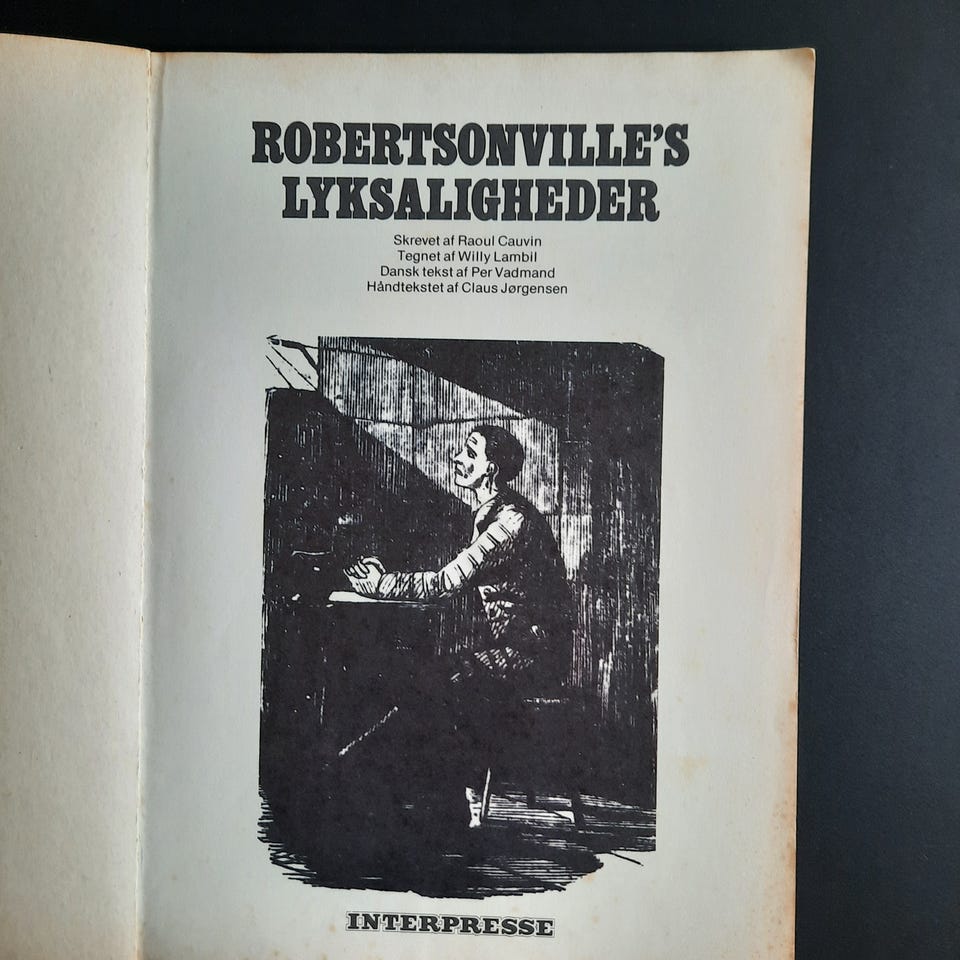 ROBERTSONVILLE'S
LYKSALIGHEDER
Skrevet af Raoul Cauvin
Tegnet af Willy Lambil
Dansk tekst af Per Vadmand
Håndtekstet af Claus Jørgensen
INTERPRESSE